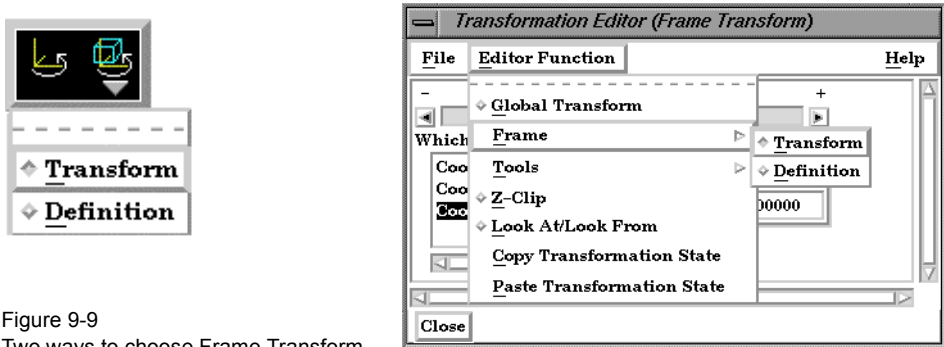 Transform
Definition
Figure 9-9
Two ways to choose Frame Transform
Transformation Editor (Frame Transform)
File Editor Function Help
- +
Global Transform
Which
Frame
Transform
Definition
Coo
Coo
Coo
Tools
Z-Clip
00000
Look At/Look From
Copy Transformation State
Paste Transformation State
Close